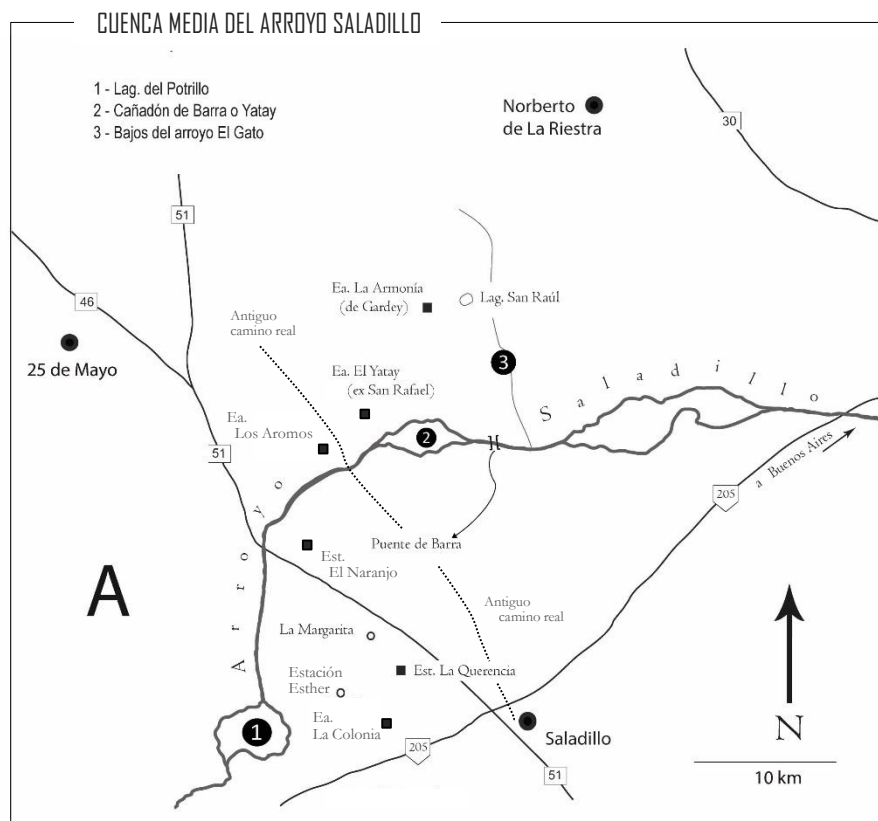 CUENCA MEDIA DEL ARROYO SALADILLO
1 - Lag. del Potrillo
2 - Cañadón de Barra o Yatay
3 - Bajos del arroyo El Gato
Norberto
de La Riestra
30
51
46
Ea. La Armonía
(de Gardey)
Lag. San Raúl
Antiguo
camino real
25 de Mayo
3
Ea. El Yatay
(ex San Rafael)
Saladillo
Ea.
Los Aromos
2
51
a Buenos Aires
205
Arroyo
Puente de Barra
Est.
El Naranjo
A
Antiguo
camino real
La Margarita
Est. La Querencia
Estación
Esther
Ea.
La Colonia
1
Saladillo
N
205
51
10 km